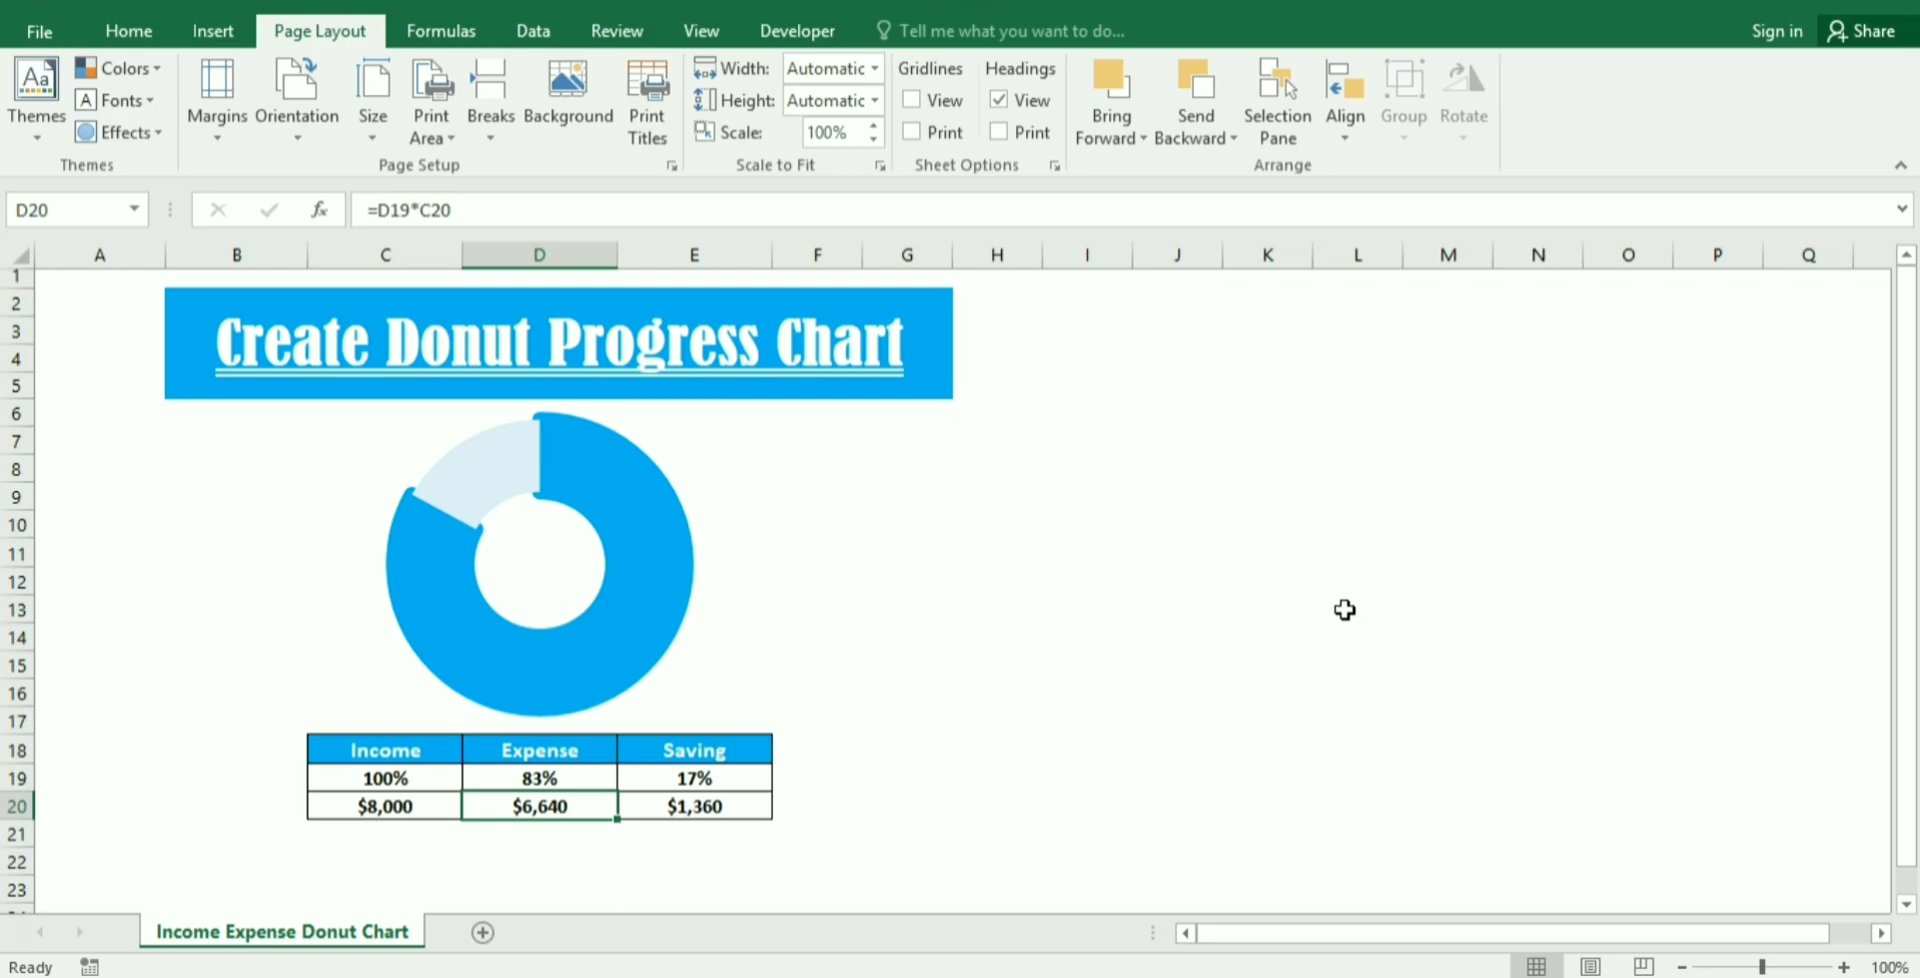 File Home Insert Page Layout Formulas Data Review View Developer Tell me what you want to do... Sign in Share
Aa Colors Width: Automatic Gridlines Headings
A Fonts Height: Automatic View View
Themes Margins Orientation Size Print Breaks Background Print Bring Send Selection Align Group Rotate
Effects Area Titles Scale: 100% Print Print Forward Backward Pane
Themes Page Setup Scale to Fit Sheet Options Arrange
D20 fx =D19*C20
A B C D E F G H I J K L M N O P Q
1
2
3
Create Donut Progress Chart
4
5
6
7
8
9
10
11
12
13
14
15
16
17
18 Income Expense Saving
19 100% 83% 17%
20 $8,000 $6,640 $1,360
21
22
23
Income Expense Donut Chart
Ready 100%